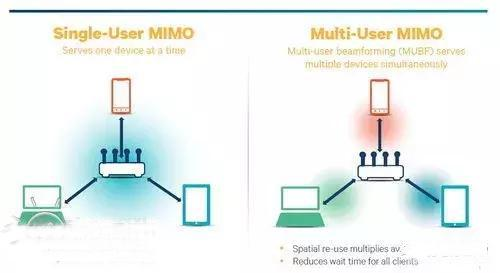 Single-User MIMO
Serves one device at a time
Multi-User MIMO
Multi-user beamforming (MUBF) serves
multiple devices simultaneously
• Spatial re-use multiplies
• Reduces wait time for all clients